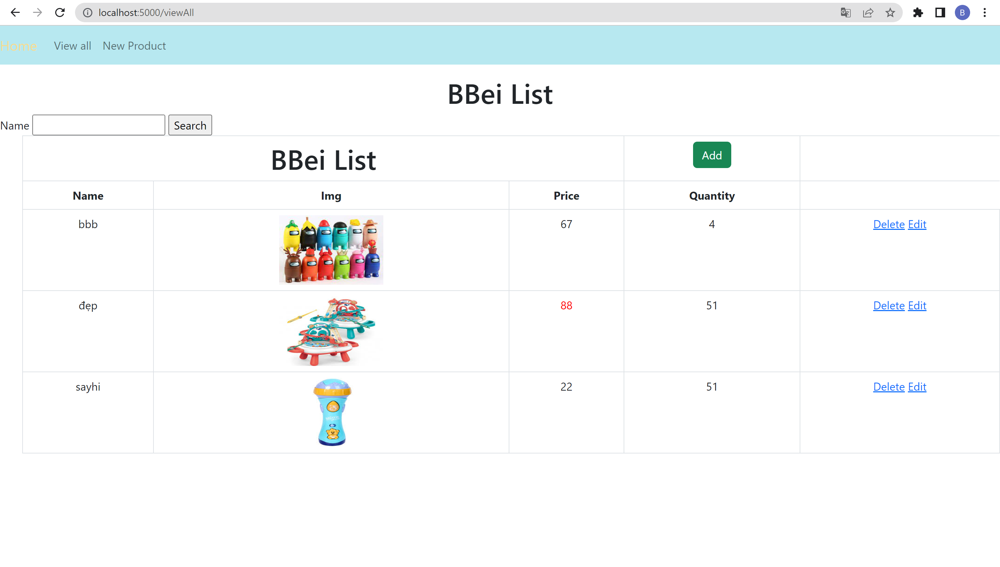 localhost:5000/viewAll
B
Home View all New Product
BBei List
Name Search
BBei List Add
Name Img Price Quantity
bbb 67 4 Delete Edit
đẹp 88 51 Delete Edit
sayhi 22 51 Delete Edit